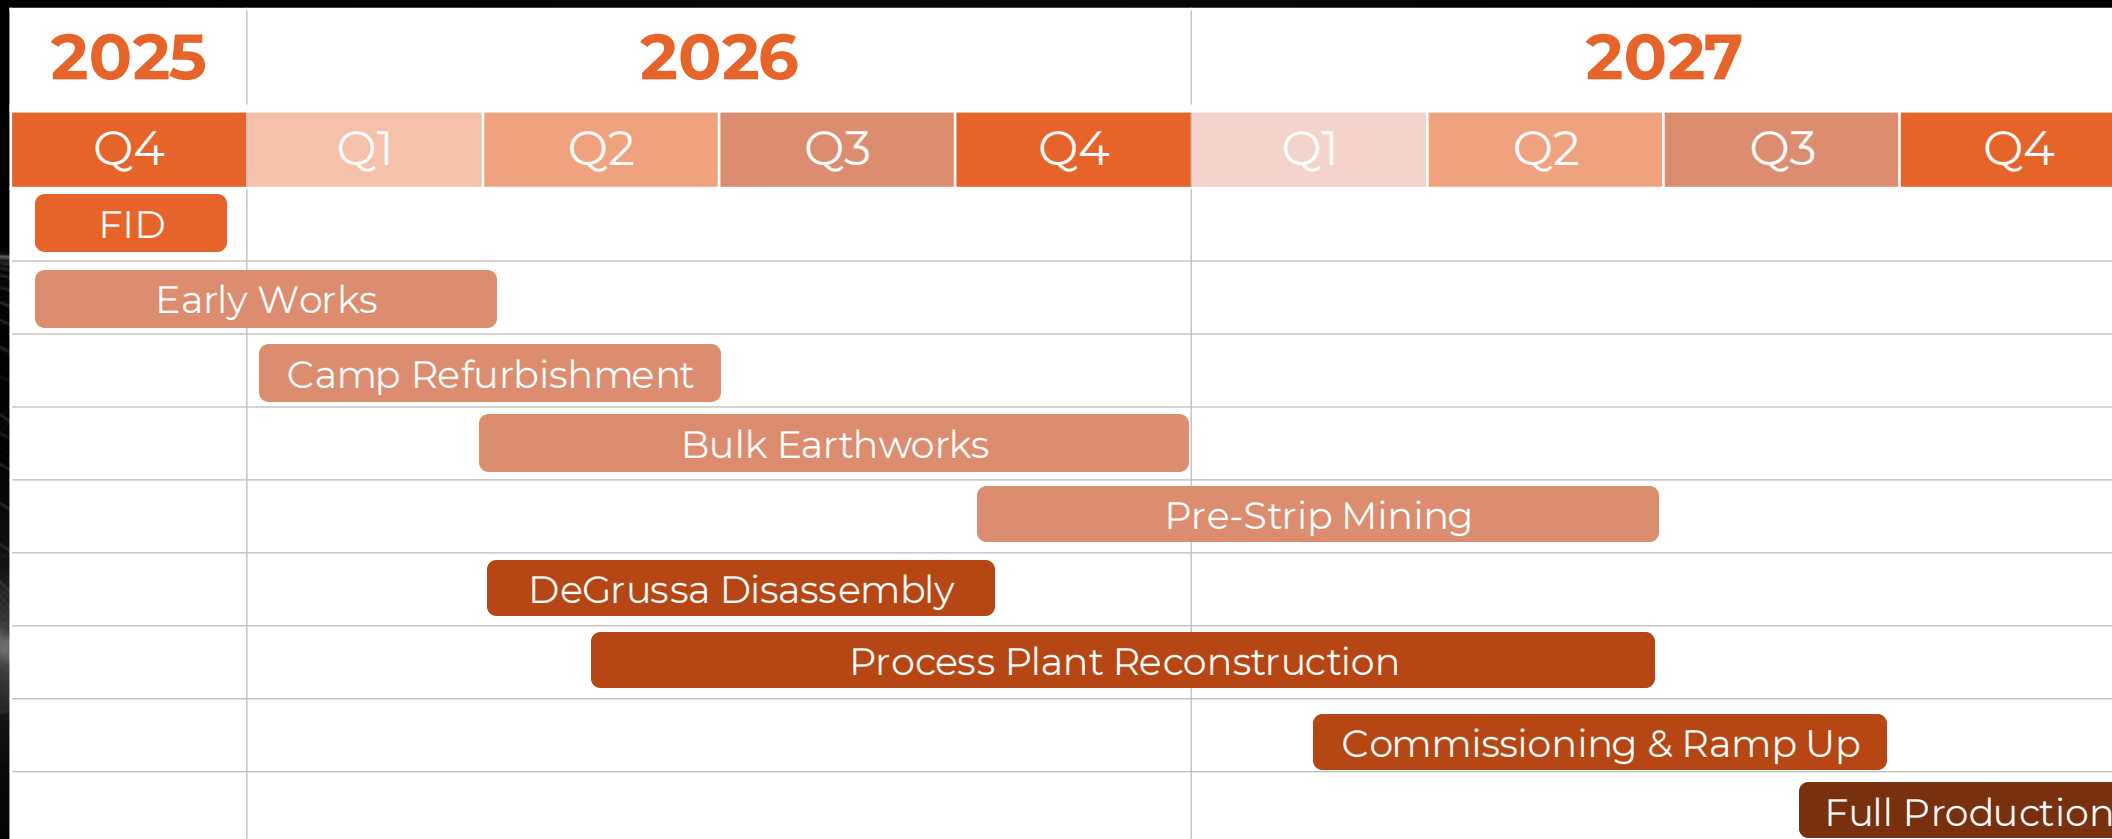 2025 2026 2027
Q4 Q1 Q2 Q3 Q4 Q1 Q2 Q3 Q4
FID
Early Works
Camp Refurbishment
Bulk Earthworks
Pre-Strip Mining
DeGrussa Disassembly
Process Plant Reconstruction
Commissioning & Ramp Up
Full Production